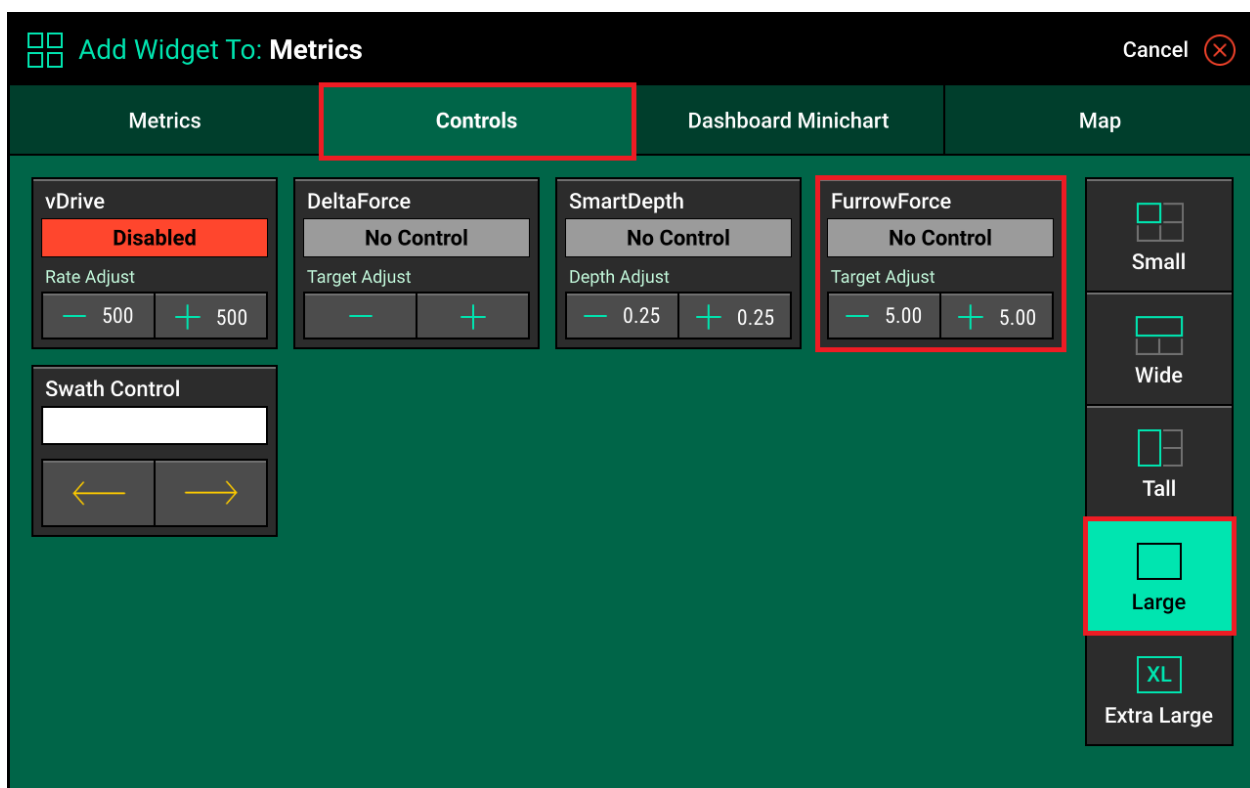 Add Widget To: Metrics
Cancel
Metrics
Controls
Dashboard Minichart
Map
vDrive
Disabled
Rate Adjust
— 500 + 500
DeltaForce
No Control
Target Adjust
— +
SmartDepth
No Control
Depth Adjust
— 0.25 + 0.25
FurrowForce
No Control
Target Adjust
— 5.00 + 5.00
Swath Control
← →
Small
Wide
Tall
Large
XL
Extra Large